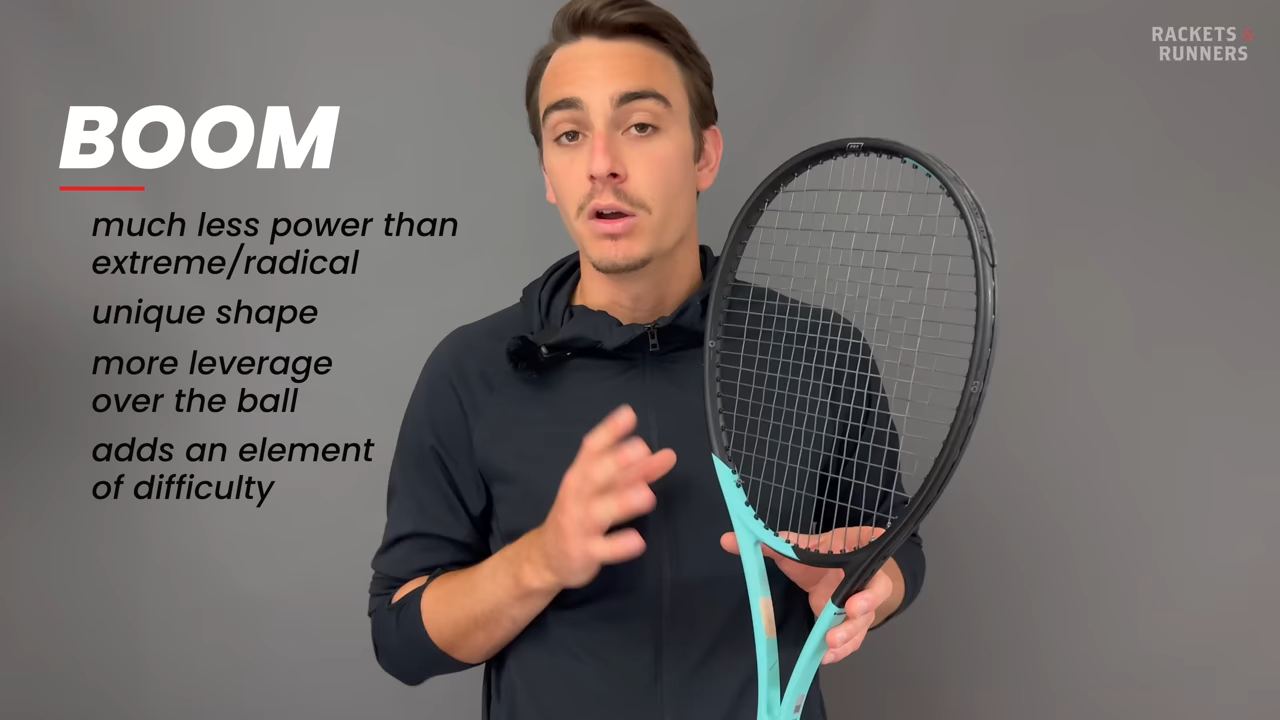 RACKETS &
RUNNERS
BOOM
much less power than
extreme/radical
unique shape
more leverage
over the ball
adds an element
of difficulty